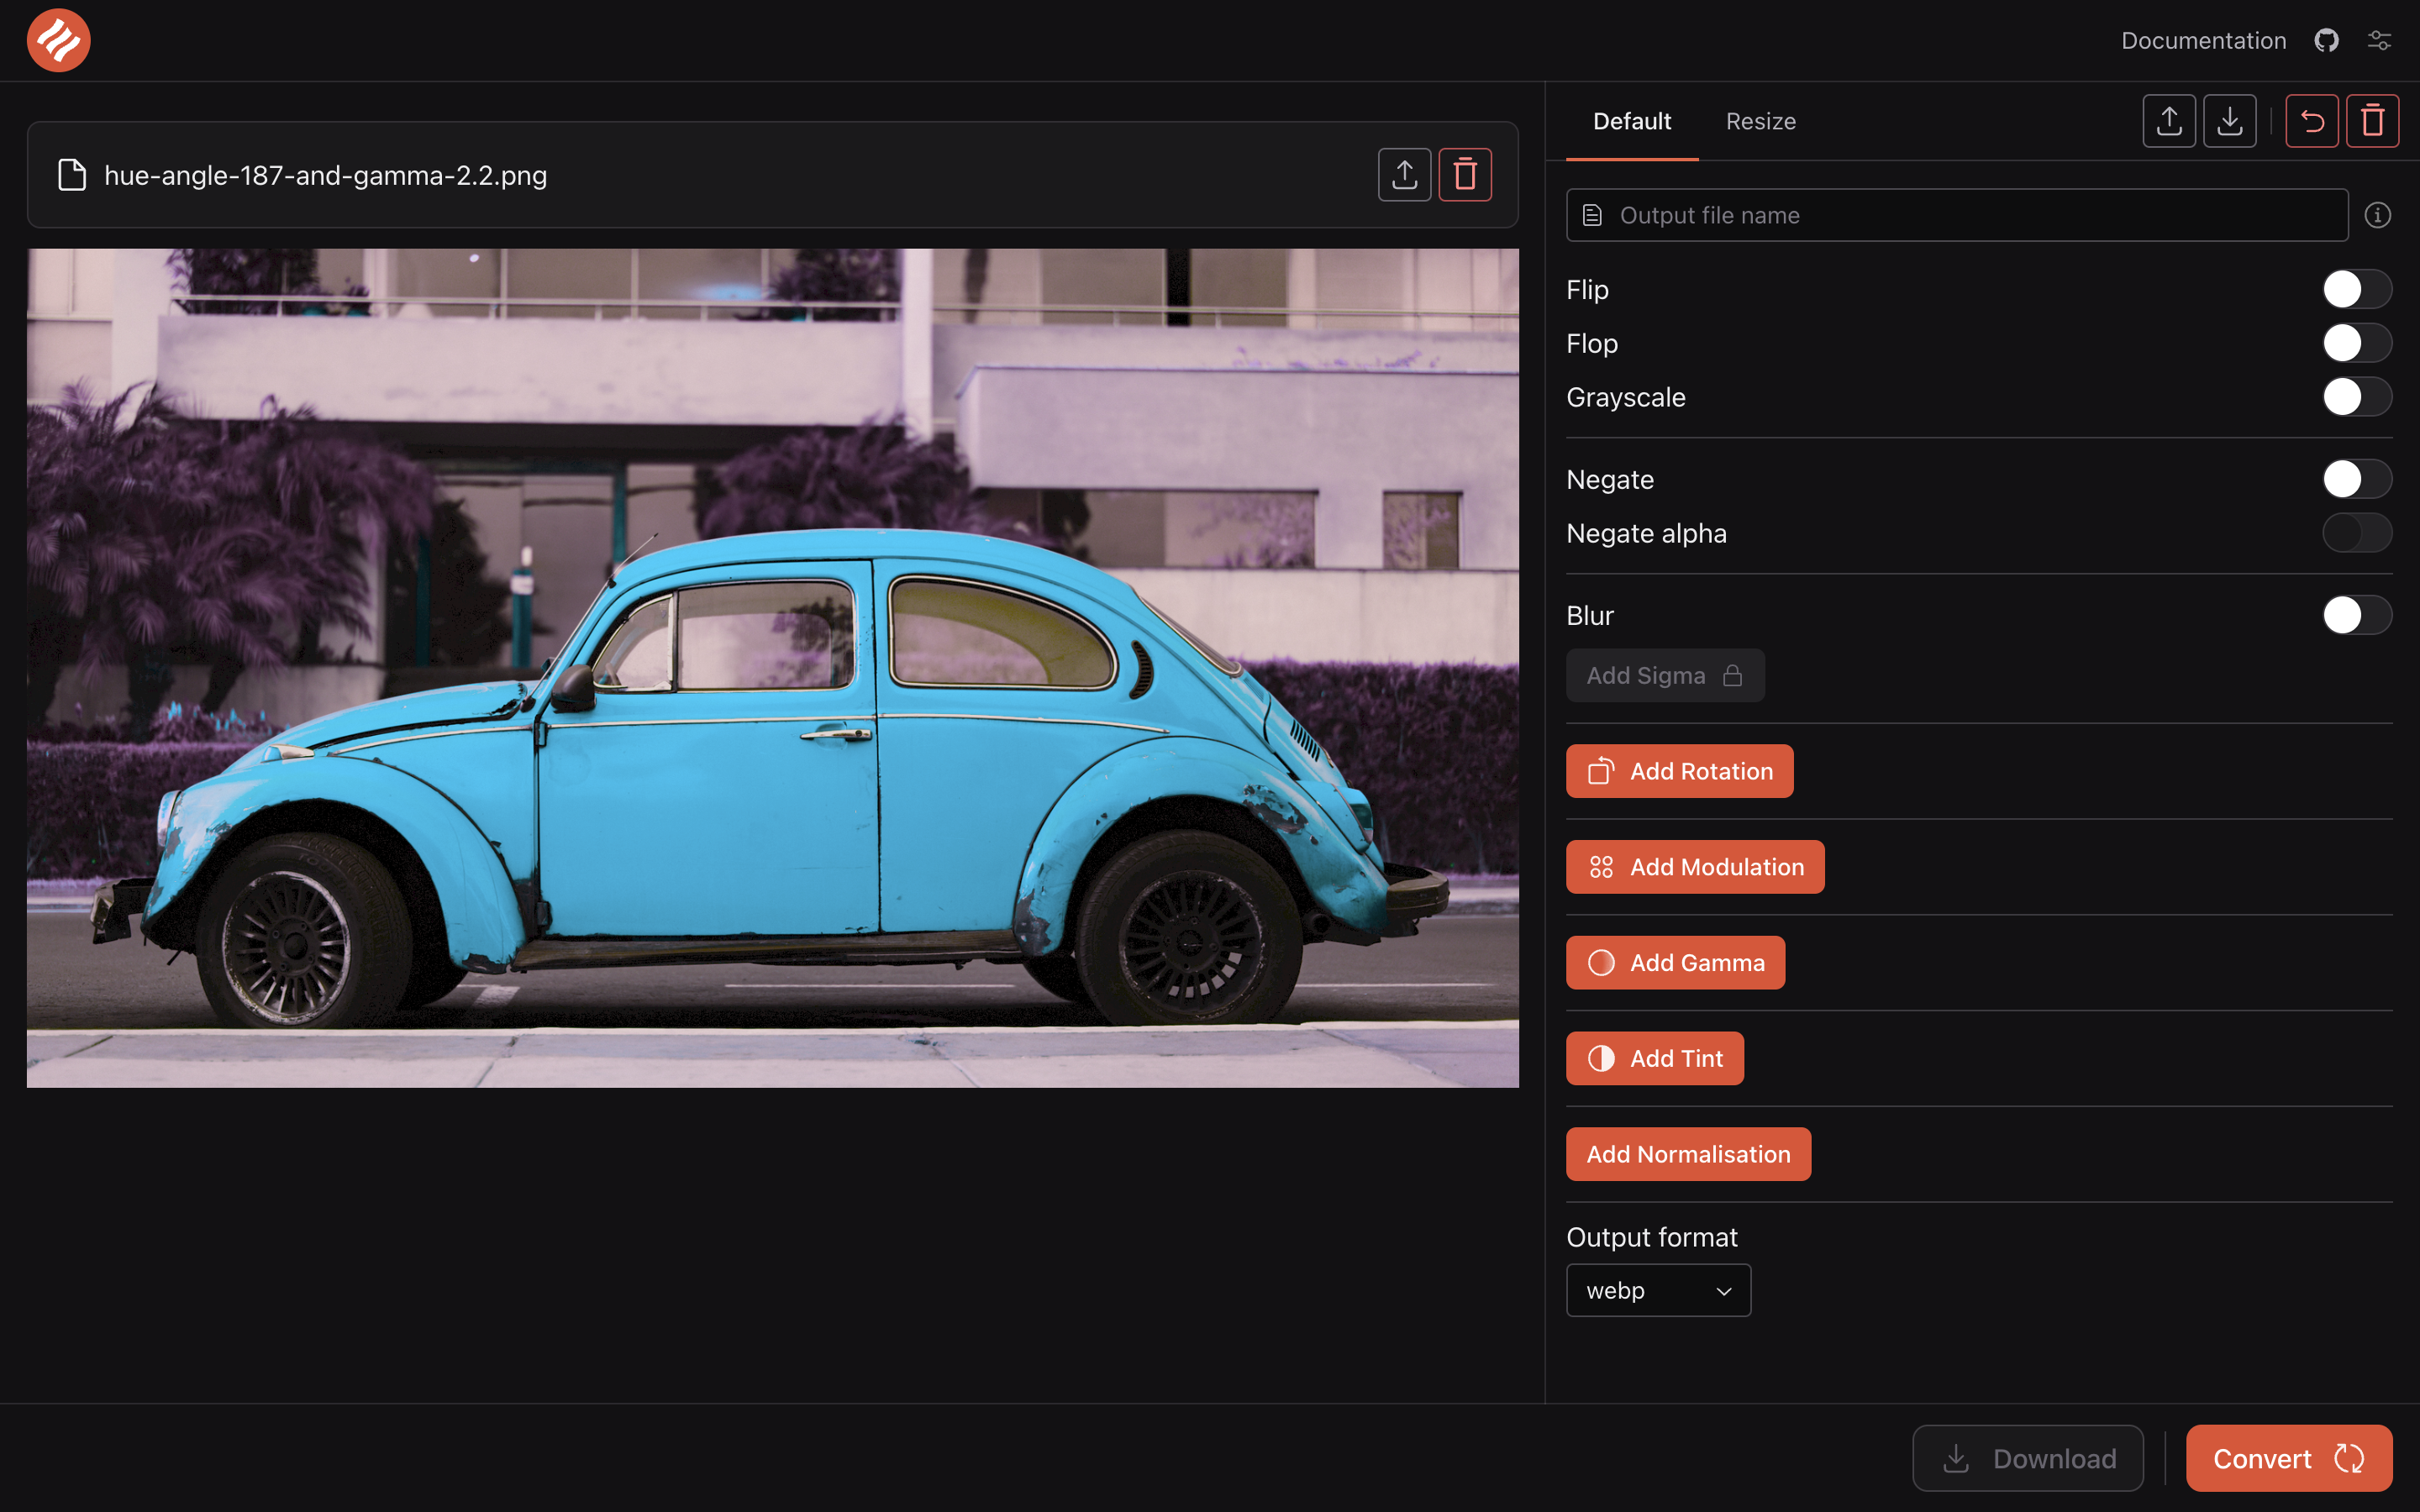 Documentation
hue-angle-187-and-gamma-2.2.png
Default Resize
Output file name
Flip
Flop
Grayscale
Negate
Negate alpha
Blur
Add Sigma
Add Rotation
Add Modulation
Add Gamma
Add Tint
Add Normalisation
Output format
webp
Download Convert